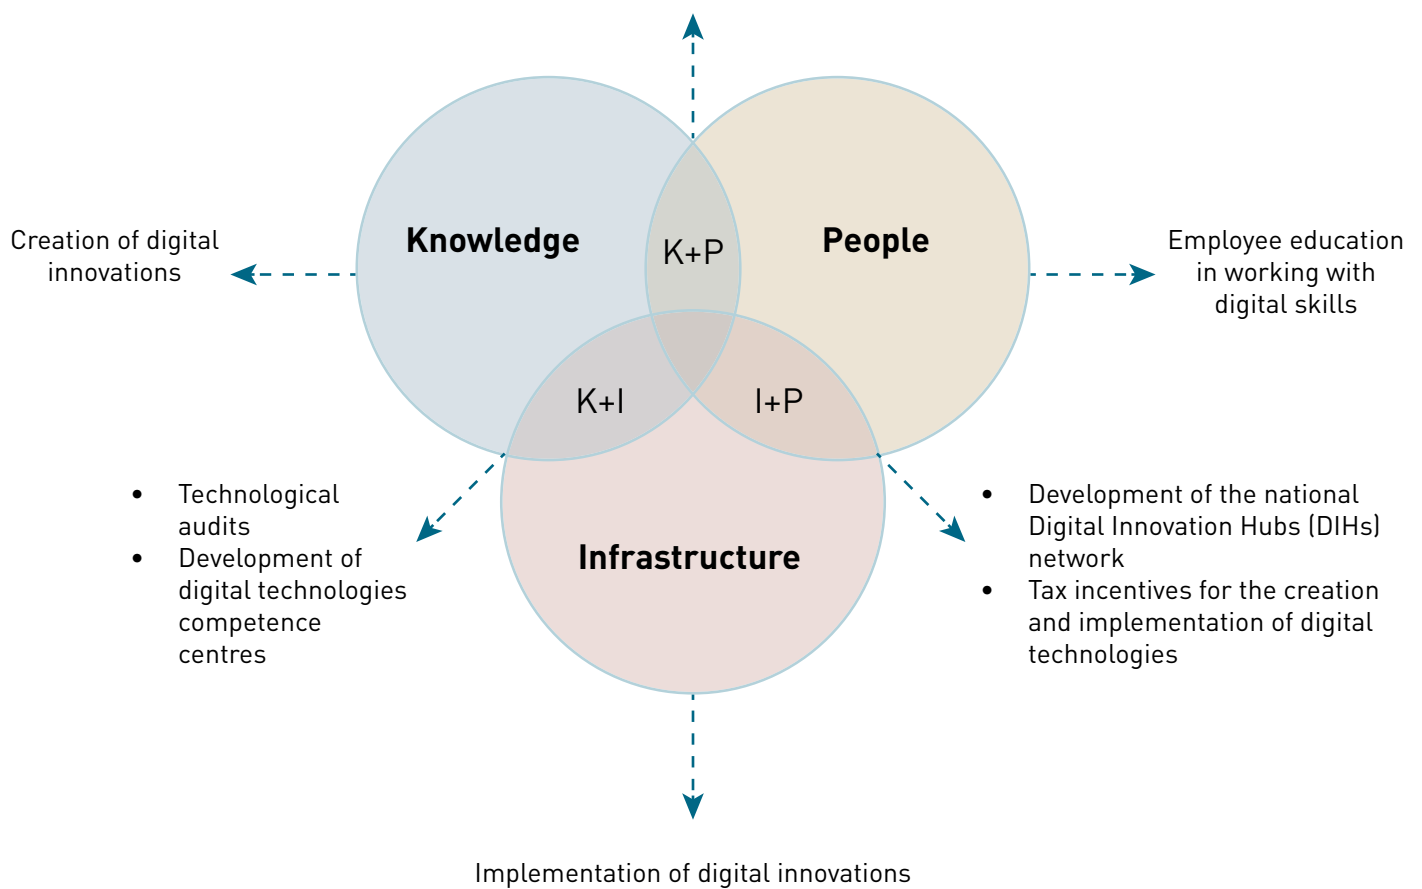 Knowledge
People
K+P
Creation of digital
innovations
Employee education
in working with
digital skills
K+I
I+P
• Technological
audits
• Development of
digital technologies
competence
centres
• Development of the national
Digital Innovation Hubs (DIHs)
network
• Tax incentives for the creation
and implementation of digital
technologies
Infrastructure
Implementation of digital innovations